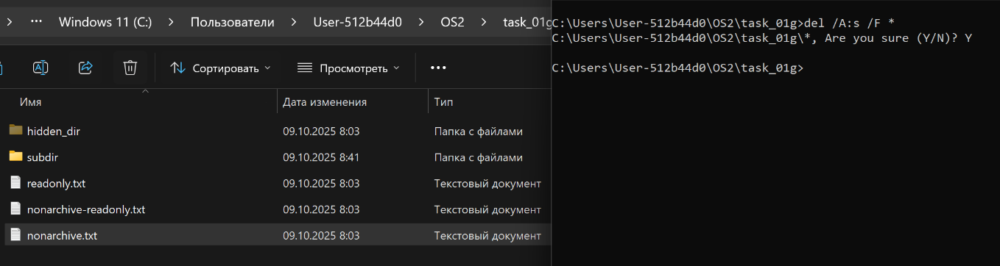 Windows 11 (C:) Пользователи User-512b44d0 OS2 task_01g
Сортировать Просмотреть
Имя Дата изменения Тип
hidden_dir 09.10.2025 8:03 Папка с файлами
subdir 09.10.2025 8:41 Папка с файлами
readonly.txt 09.10.2025 8:03 Текстовый документ
nonarchive-readonly.txt 09.10.2025 8:03 Текстовый документ
nonarchive.txt 09.10.2025 8:03 Текстовый документ
C:\Users\User-512b44d0\OS2\task_01g>del /A:s /F *
C:\Users\User-512b44d0\OS2\task_01g\*, Are you sure (Y/N)? Y
C:\Users\User-512b44d0\OS2\task_01g>